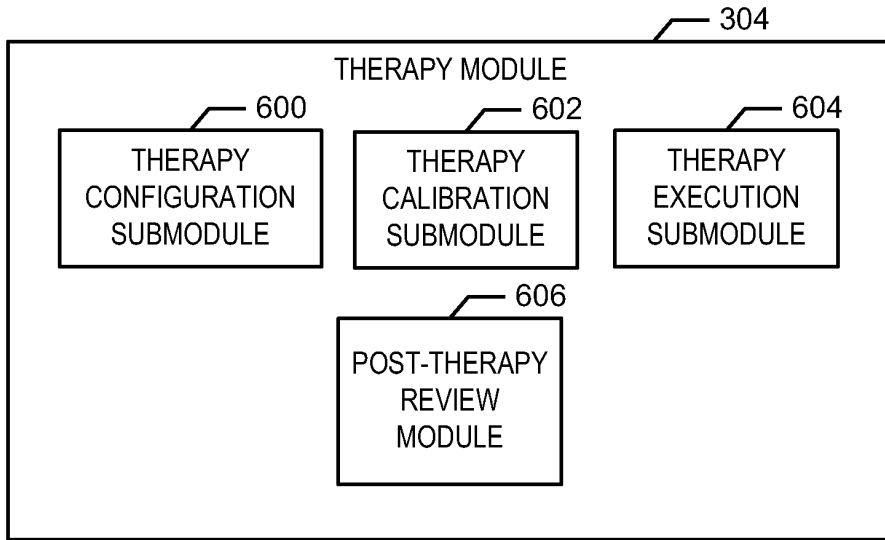 304
THERAPY MODULE
600
THERAPY
CONFIGURATION
SUBMODULE
602
THERAPY
CALIBRATION
SUBMODULE
604
THERAPY
EXECUTION
SUBMODULE
606
POST-THERAPY
REVIEW
MODULE